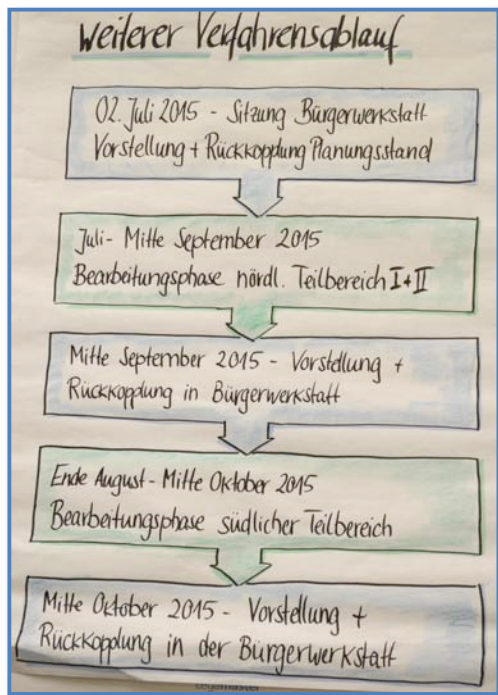 weiterer Verfahrensablauf
02. Juli 2015 - Sitzung Bürgerwerkstatt
Vorstellung + Rückkopplung Planungsstand
Juli - Mitte September 2015
Bearbeitungsphase nördl. Teilbereich I+II
Mitte September 2015 - Vorstellung +
Rückkopplung in Bürgerwerkstatt
Ende August - Mitte Oktober 2015
Bearbeitungsphase südlicher Teilbereich
Mitte Oktober 2015 - Vorstellung +
Rückkopplung in der Bürgerwerkstatt